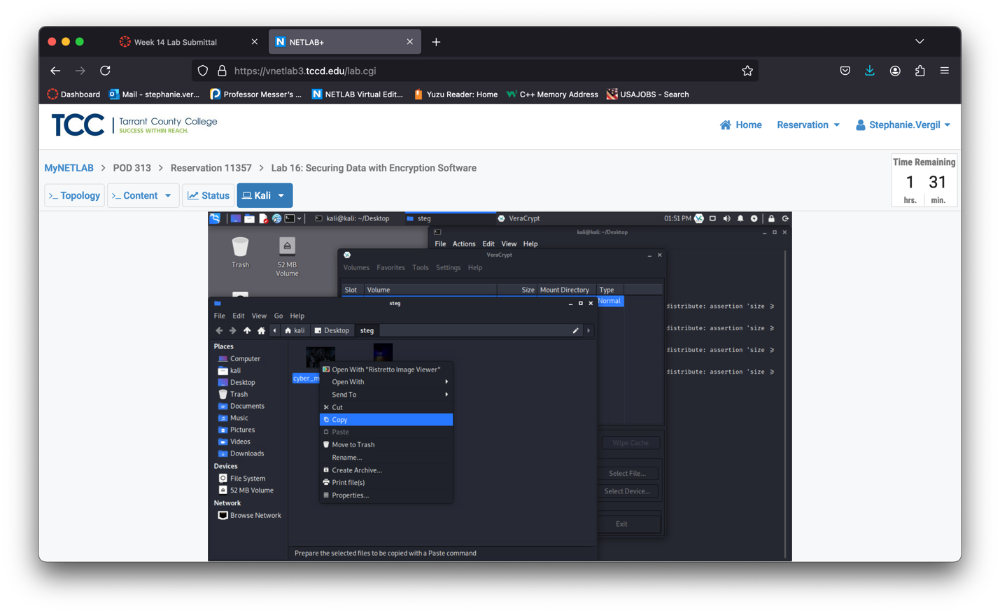 Week 14 Lab Submittal
NETLAB+
https://vnetlab3.tccd.edu/lab.cgi
Dashboard Mail - stephanie.ver... Professor Messer's ... NETLAB Virtual Edit... Yuzu Reader: Home C++ Memory Address USAJOBS - Search
TCC Tarrant County College
SUCCESS WITHIN REACH.
Home Reservation Stephanie.Vergil
MyNETLAB > POD 313 > Reservation 11357 > Lab 16: Securing Data with Encryption Software
Time Remaining
1 31
hrs. min.
>_ Topology >_ Content Status Kali
kali@kali: ~/Desktop steg VeraCrypt 01:51 PM
kali@kali: ~/Desktop
File Actions Edit View Help
Trash
52 MB
Volume
VeraCrypt
Volumes Favorites Tools Settings Help
Slot Volume Size Mount Directory Type
Normal
distribute: assertion 'size >
distribute: assertion 'size >
distribute: assertion 'size >
distribute: assertion 'size >
Wipe Cache
Select File...
Select Device...
Exit
steg
File Edit View Go Help
kali Desktop steg
Places
Computer
kali
Desktop
Trash
Documents
Music
Pictures
Videos
Downloads
Devices
File System
52 MB Volume
Network
Browse Network
cyber_m
Open With "Ristretto Image Viewer"
Open With
Send To
Cut
Copy
Paste
Move to Trash
Rename...
Create Archive...
Print file(s)
Properties...
Prepare the selected files to be copied with a Paste command